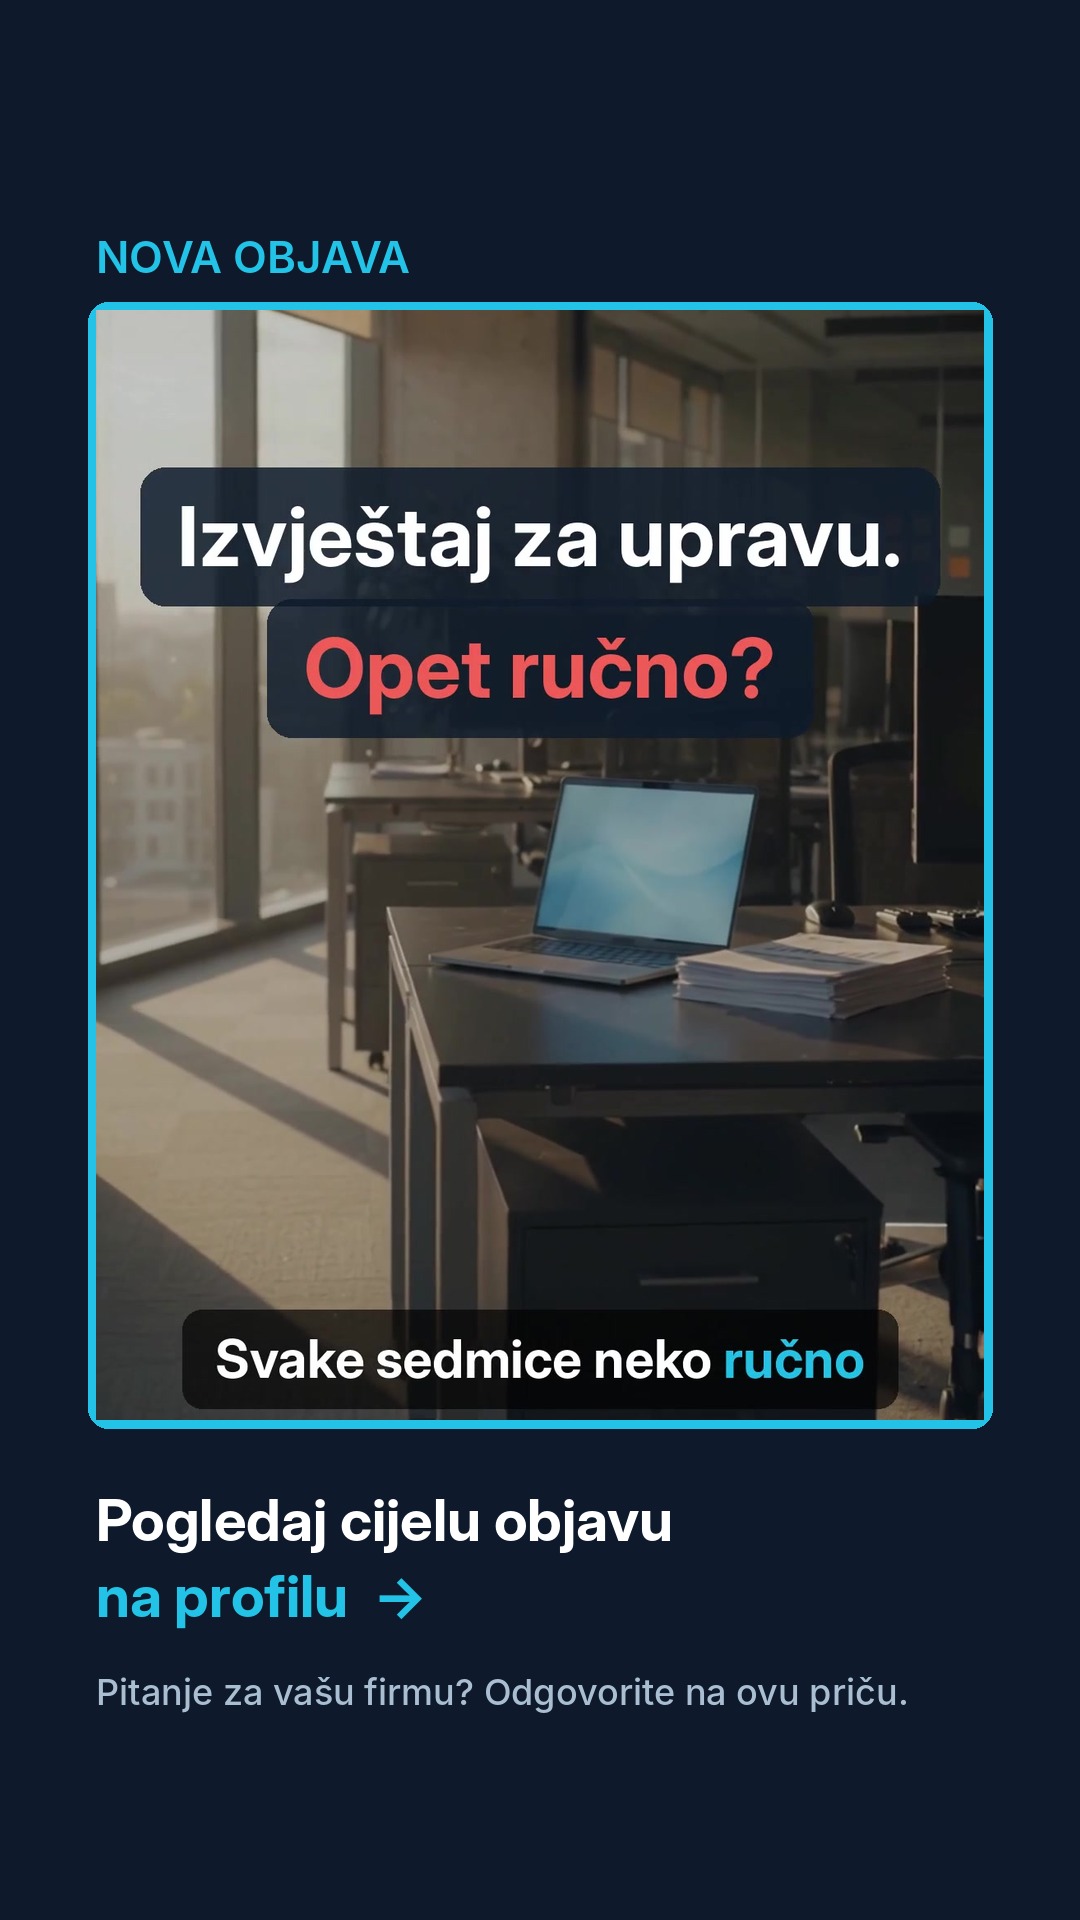 NOVA OBJAVA
Izvještaj za upravu.
Opet ručno?
Svake sedmice neko ručno
Pogledaj cijelu objavu
na profilu →
Pitanje za vašu firmu? Odgovorite na ovu priču.